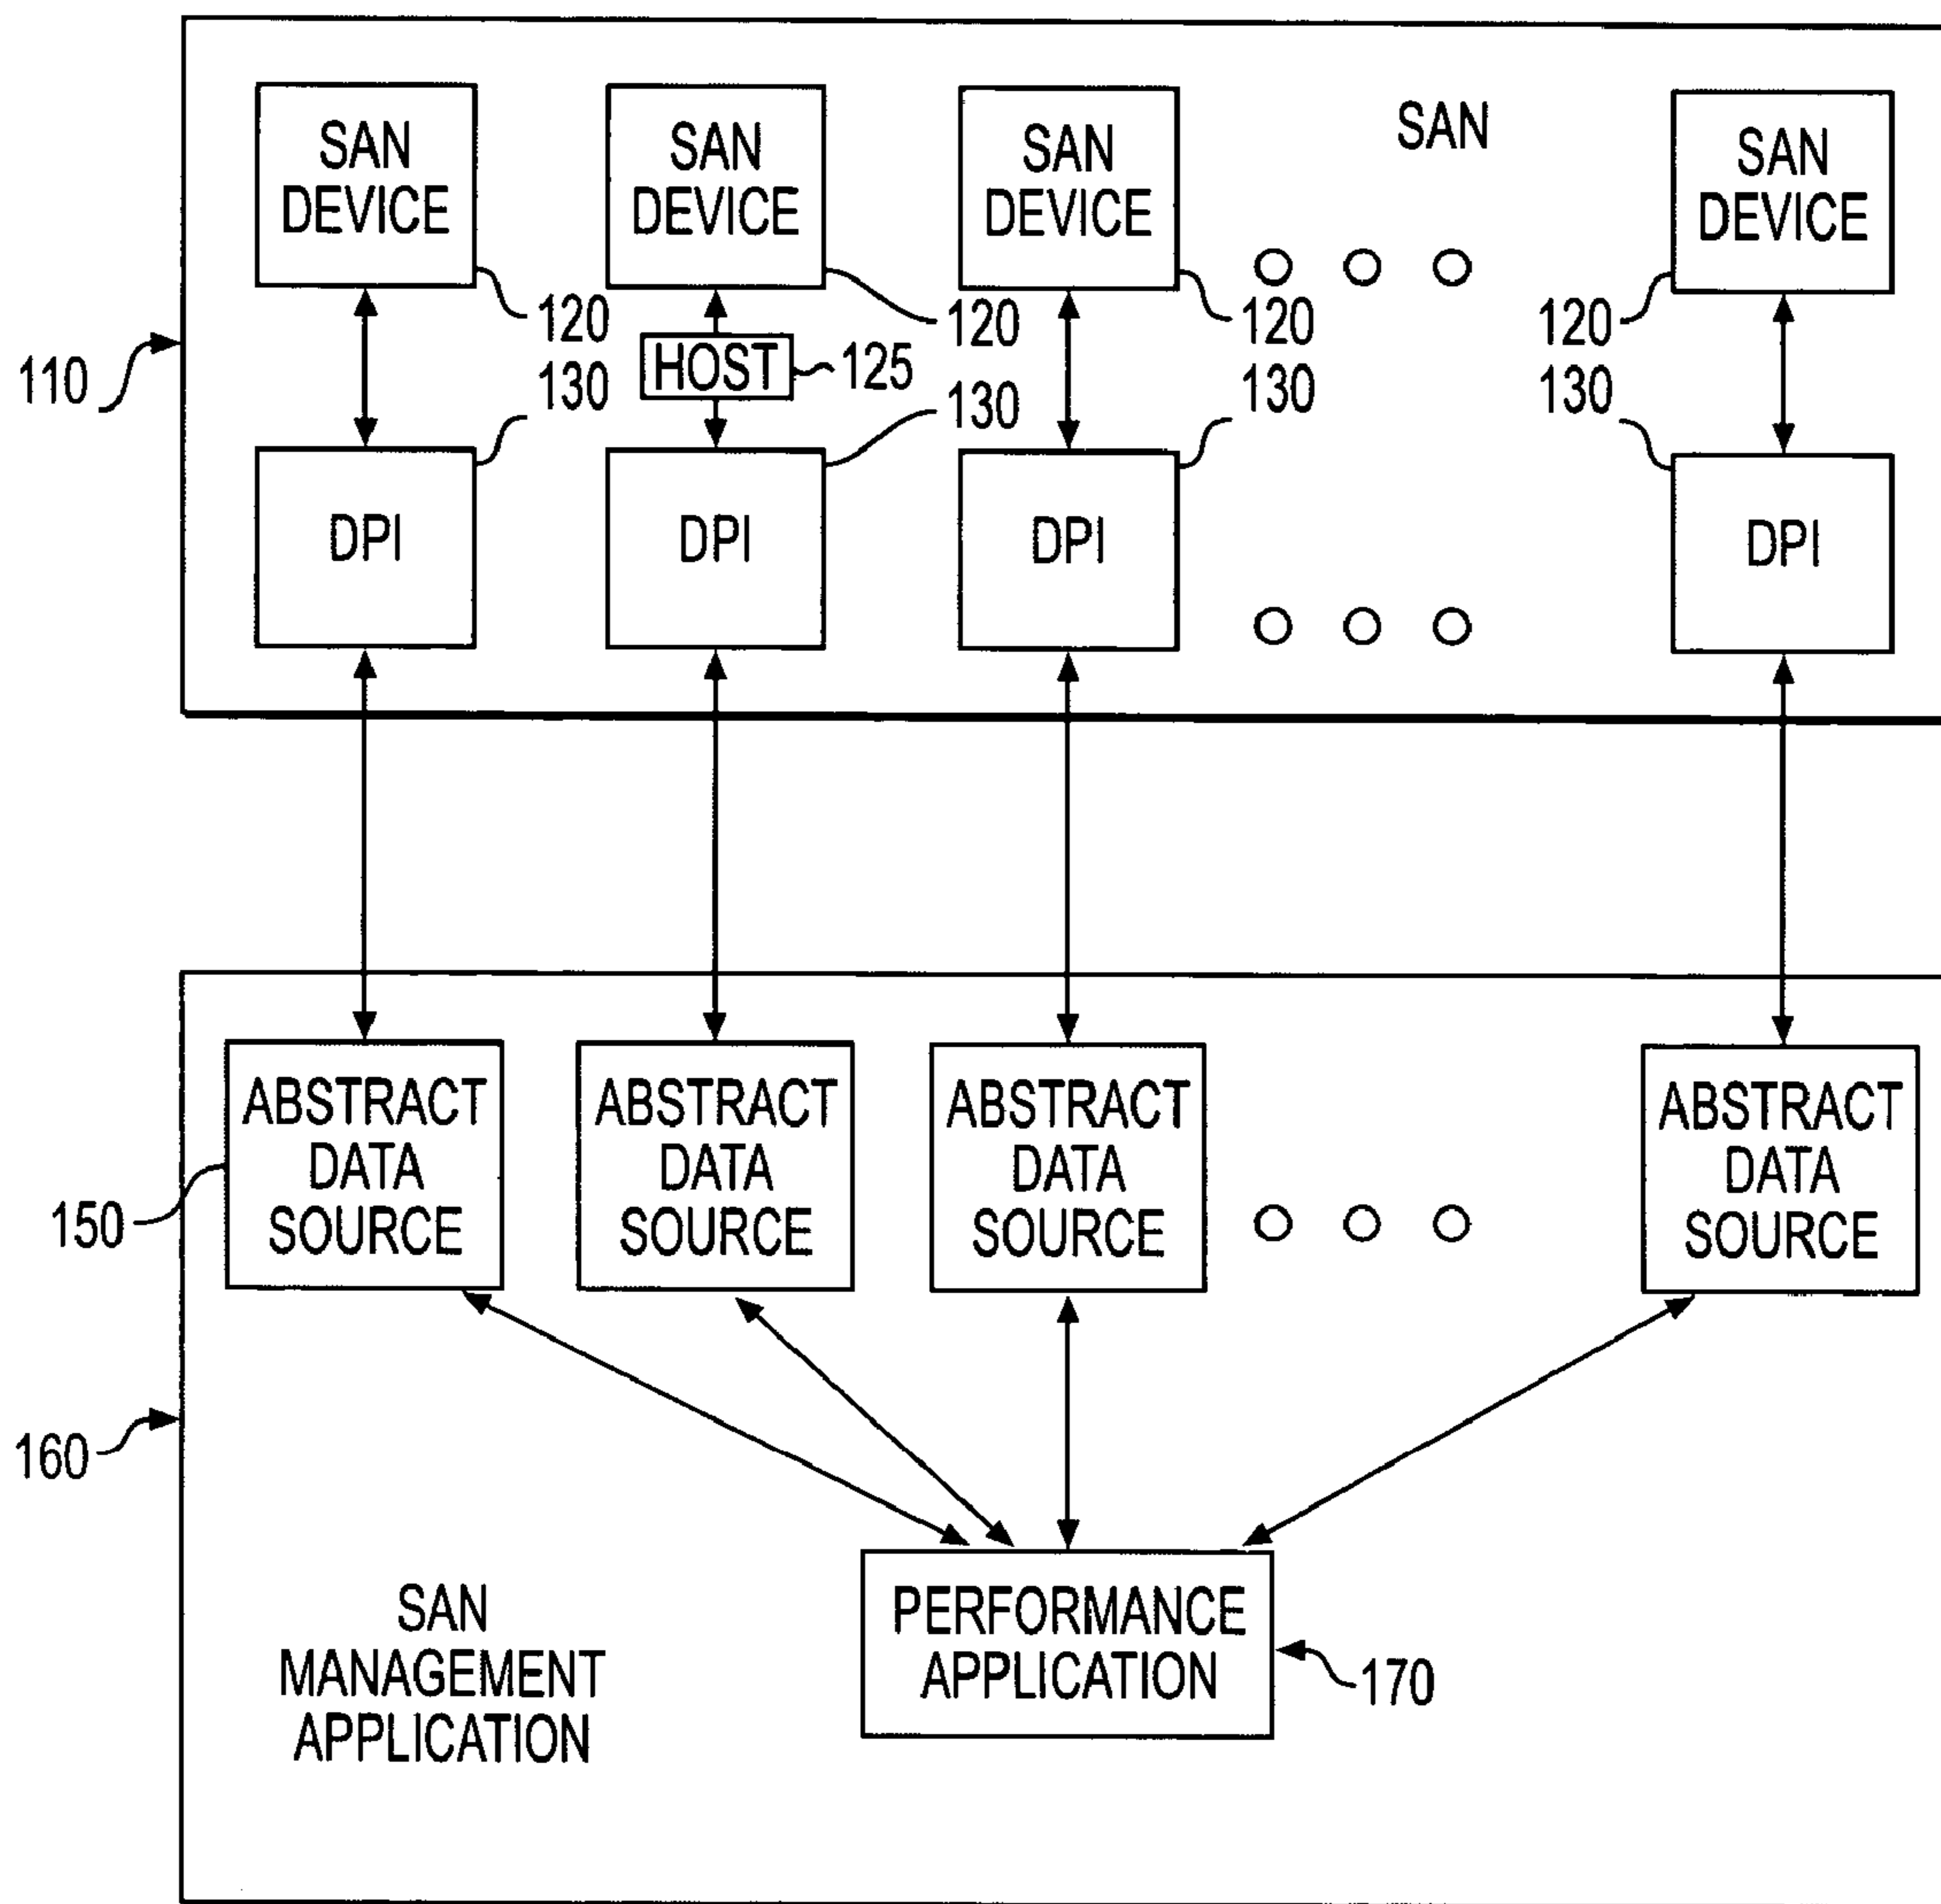 SAN
DEVICE
SAN
DEVICE
SAN
DEVICE
SAN
SAN
DEVICE
120
120
120
120
110
HOST
125
130
130
130
130
DPI
DPI
DPI
DPI
ABSTRACT
DATA
SOURCE
ABSTRACT
DATA
SOURCE
ABSTRACT
DATA
SOURCE
ABSTRACT
DATA
SOURCE
150
160
SAN
MANAGEMENT
APPLICATION
PERFORMANCE
APPLICATION
170